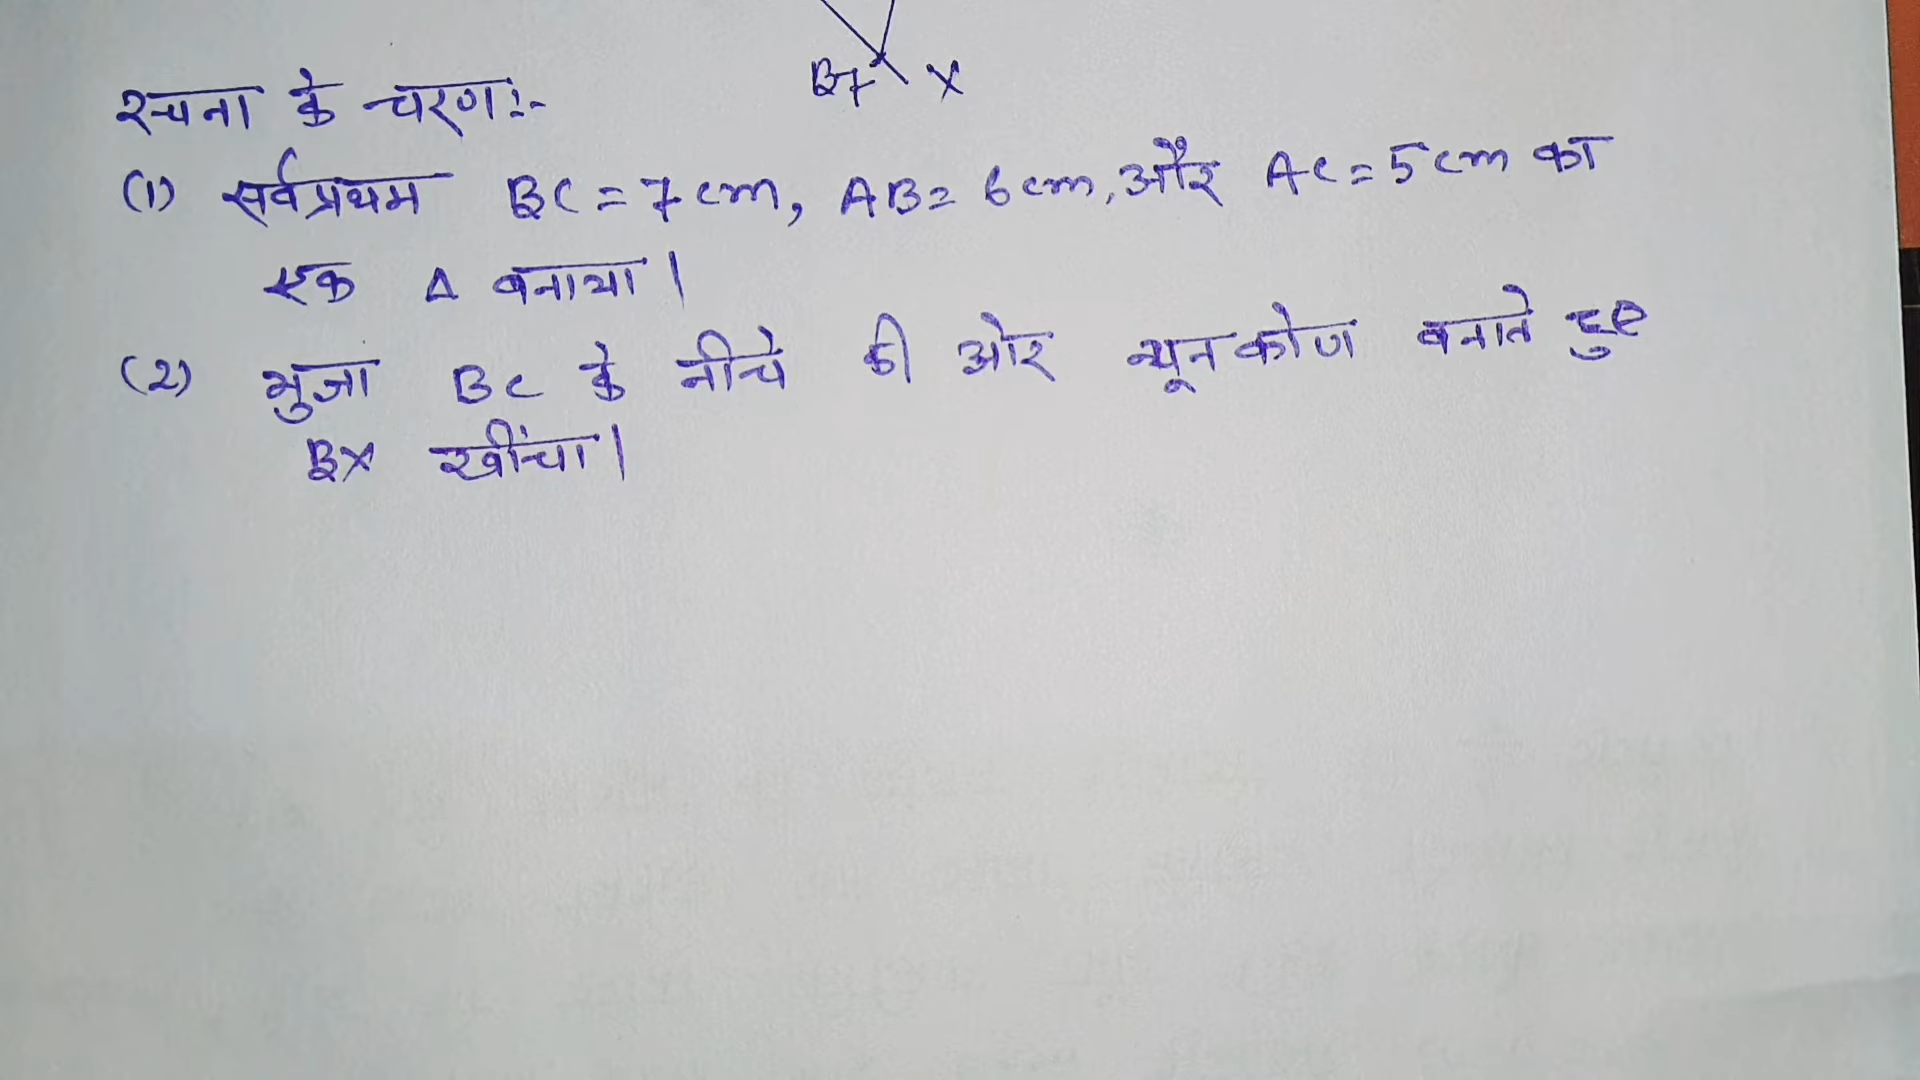 B7 X
रचना के चरण:-
(1) सर्वप्रथम BC = 7 cm, AB = 6 cm, और AC = 5 cm का
एक Δ बनाया।
(2) भुजा BC के नीचे की ओर न्यूनकोण बनाते हुए
BX खींचा।